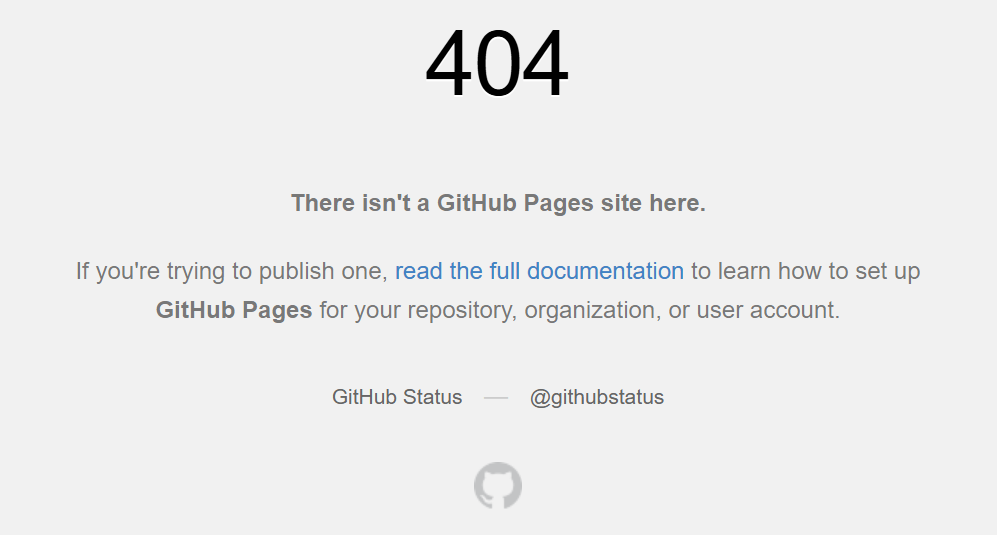 404
There isn't a GitHub Pages site here.
If you're trying to publish one, read the full documentation to learn how to set up
GitHub Pages for your repository, organization, or user account.
GitHub Status — @githubstatus